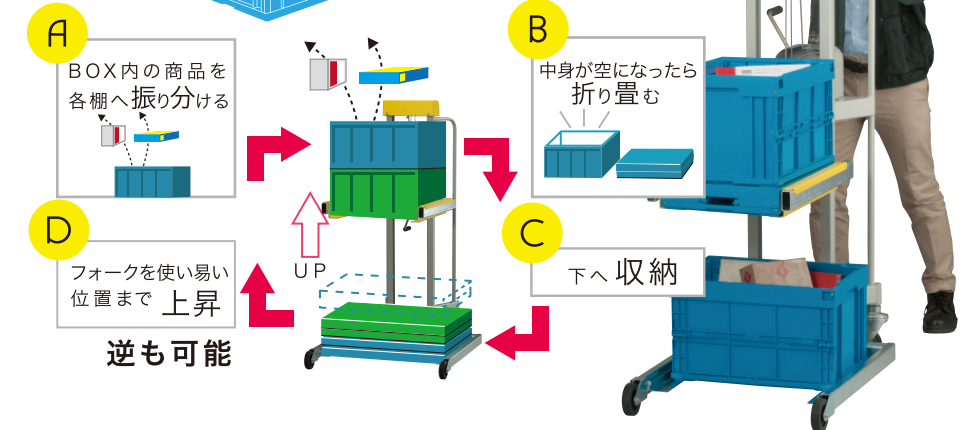 A
BOX内の商品を
各棚へ振り分ける
B
中身が空になったら
折り畳む
C
下へ収納
D
フォークを使い易い
位置まで 上昇
UP
逆も可能